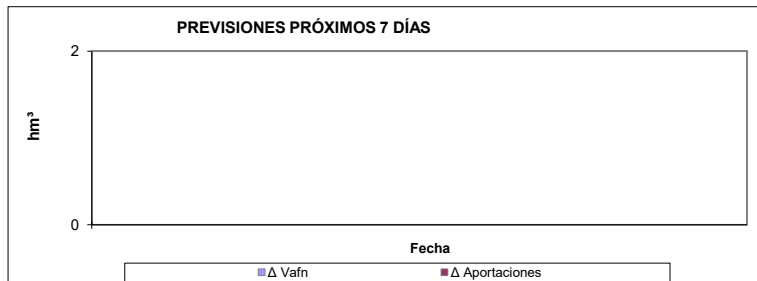 PREVISIONES PRÓXIMOS 7 DÍAS
2
hm³
0
Fecha
Δ Vafn Δ Aportaciones